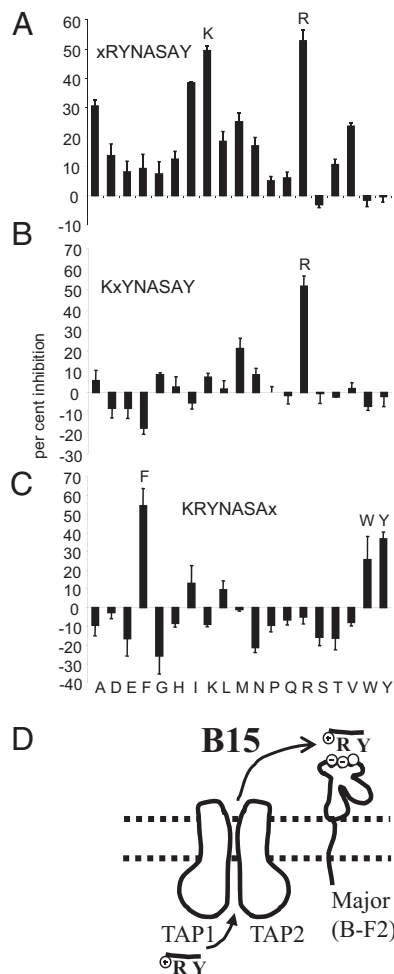 A
60
K
R
xRYNASAY
50
40
30
20
10
0
-10
B
70
60
R
KxYNASAY
50
40
30
20
10
0
-10
-20
-30
per cent inhibition
C
70
F
60
KRYNASAx
50
W Y
40
30
20
10
0
-10
-20
-30
-40
A D E F G H I K L M N P Q R S T V W Y
D
B15
+ R Y
- -
TAP1 TAP2
Major
(B-F2)
+ R Y